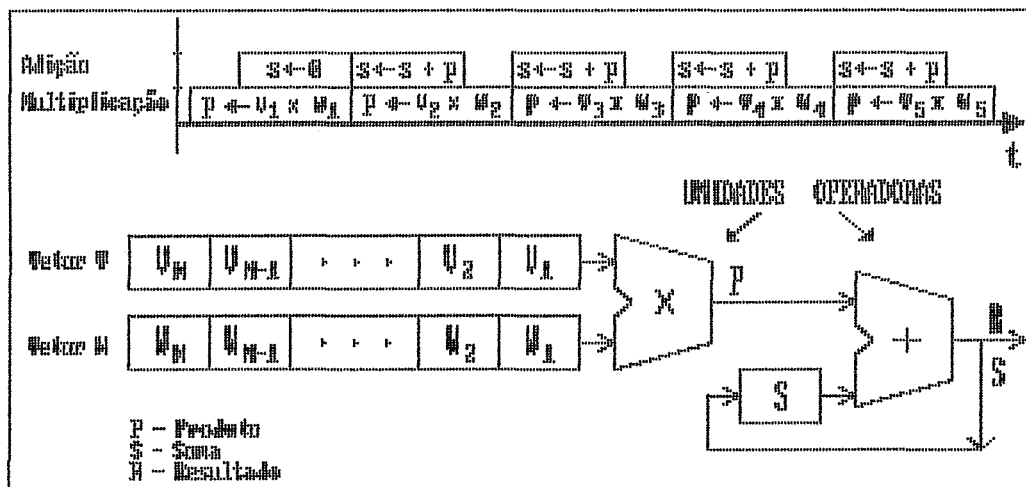 Adição s←0 s←s + p s←s + p s←s + p s←s + p
Multiplicação p ← v1 x w1 p ← v2 x w2 p ← v3 x w3 p ← v4 x w4 p ← v5 x w5
t
UNIDADES OPERADORAS
Vetor V VN VN-1 . . . V2 V1
X P
Vetor W WN WN-1 . . . W2 W1
+ R
S
S
P - Produto
S - Soma
R - Resultado